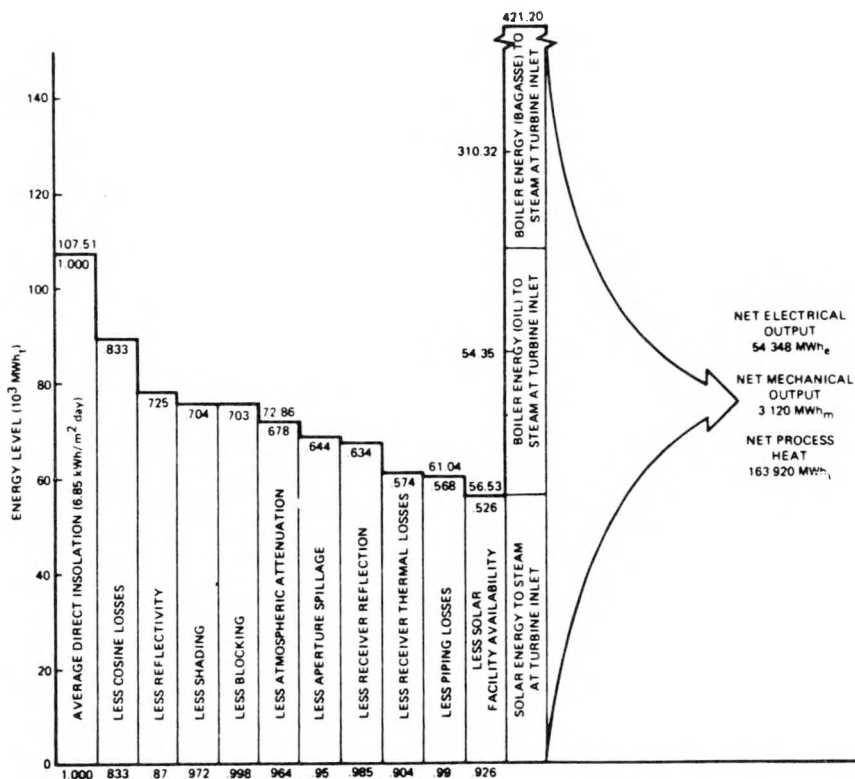 421.20
140
120
100
80
60
40
20
0
ENERGY LEVEL (10³ MWhₜ)
107.51
1.000
833
725
704
703
72.86
678
644
.634
.574
61.04
568
56.53
.526
310.32
54.35
AVERAGE DIRECT INSOLATION (6.85 kWh/m² day)
LESS COSINE LOSSES
LESS REFLECTIVITY
LESS SHADING
LESS BLOCKING
LESS ATMOSPHERIC ATTENUATION
LESS APERTURE SPILLAGE
LESS RECEIVER REFLECTION
LESS RECEIVER THERMAL LOSSES
LESS PIPING LOSSES
LESS SOLAR
FACILITY AVAILABILITY
BOILER ENERGY (BAGASSE) TO
STEAM AT TURBINE INLET
BOILER ENERGY (OIL) TO
STEAM AT TURBINE INLET
SOLAR ENERGY TO STEAM
AT TURBINE INLET
NET ELECTRICAL
OUTPUT
54 348 MWhₑ
NET MECHANICAL
OUTPUT
3 120 MWhₘ
NET PROCESS
HEAT
163 920 MWhₜ
1.000 833 .87 .972 .998 .964 .95 .985 .904 .99 .926